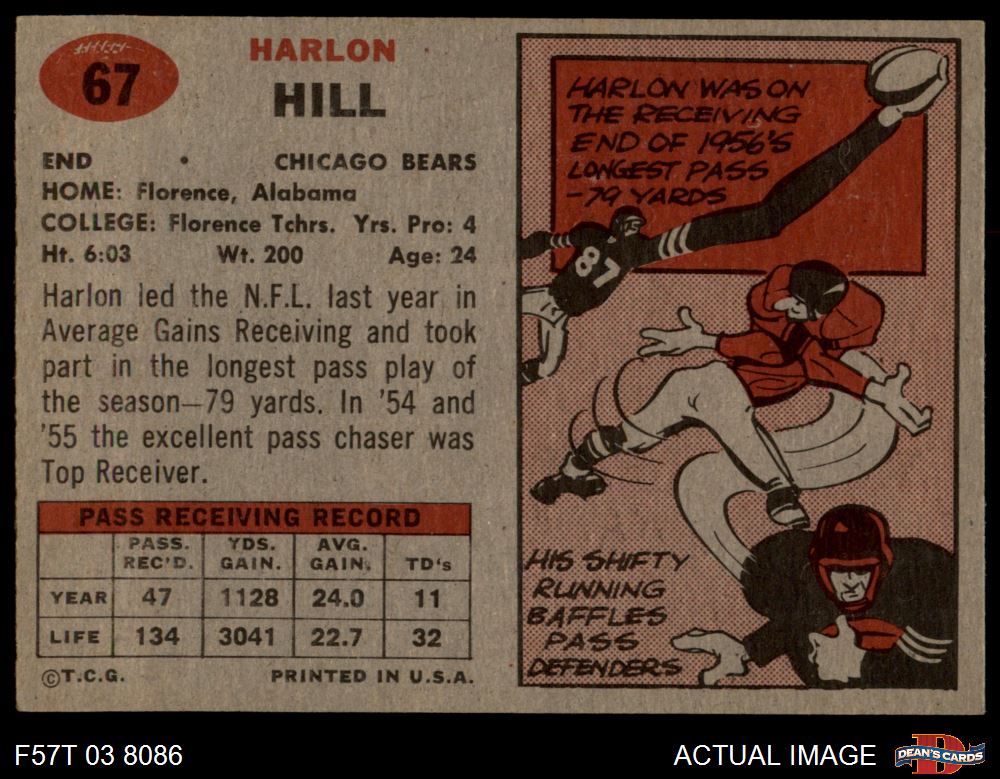 67
HARLON
HILL
END • CHICAGO BEARS
HOME: Florence, Alabama
COLLEGE: Florence Tchrs. Yrs. Pro: 4
Ht. 6:03 Wt. 200 Age: 24
Harlon led the N.F.L. last year in
Average Gains Receiving and took
part in the longest pass play of
the season—79 yards. In '54 and
'55 the excellent pass chaser was
Top Receiver.
PASS RECEIVING RECORD
PASS. REC'D. YDS. GAIN. AVG. GAIN. TD's
YEAR 47 1128 24.0 11
LIFE 134 3041 22.7 32
©T.C.G. PRINTED IN U.S.A.
HARLON WAS ON
THE RECEIVING
END OF 1956'S
LONGEST PASS
-79 YARDS
87
HIS SHIFTY
RUNNING
BAFFLES
PASS
DEFENDERS
F57T 03 8086
ACTUAL IMAGE
DEAN'S CARDS